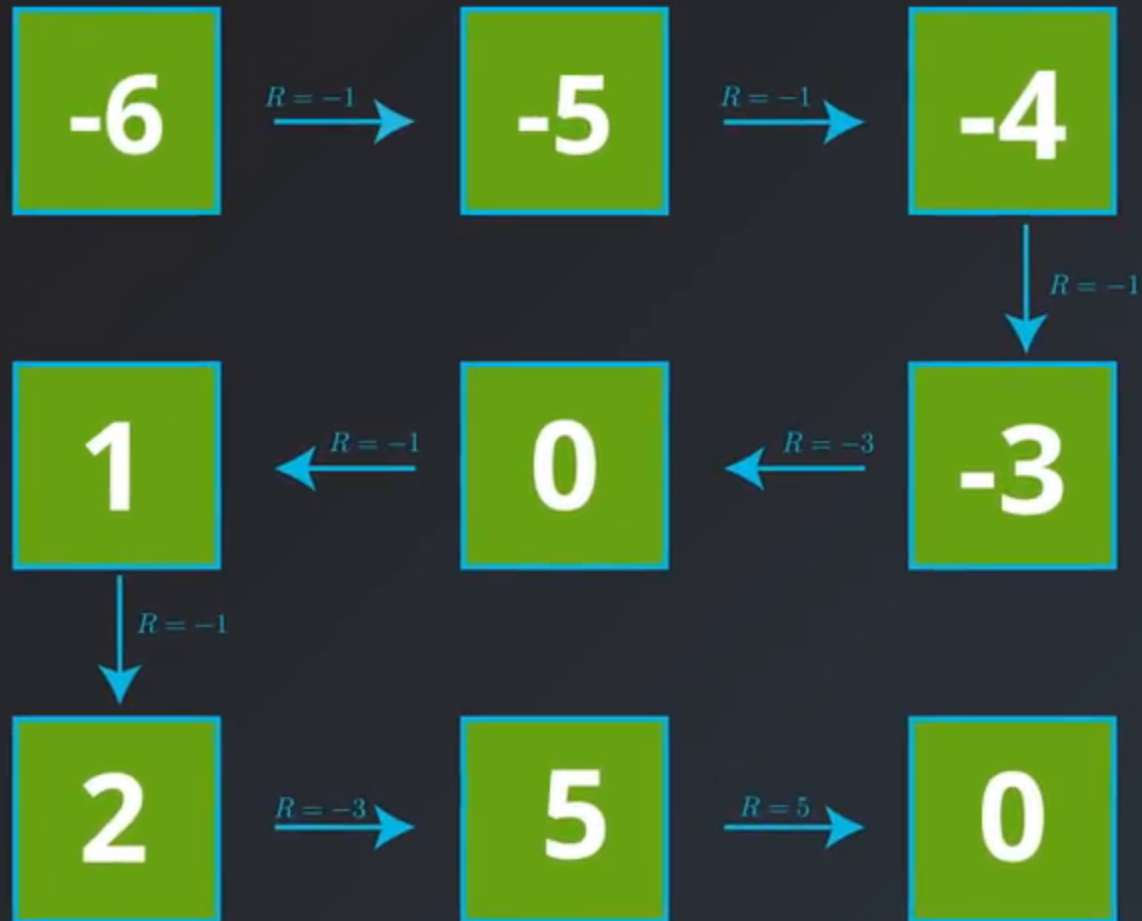 -6
R = −1
-5
R = −1
-4
R = −1
1
R = −1
0
R = −3
-3
R = −1
2
R = −3
5
R = 5
0